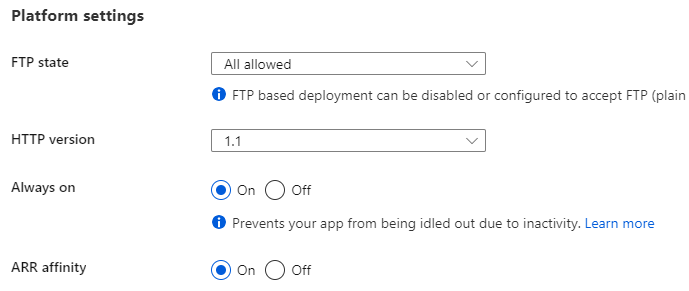 Platform settings
FTP state
All allowed
FTP based deployment can be disabled or configured to accept FTP (plain
HTTP version
1.1
Always on
On Off
Prevents your app from being idled out due to inactivity. Learn more
ARR affinity
On Off